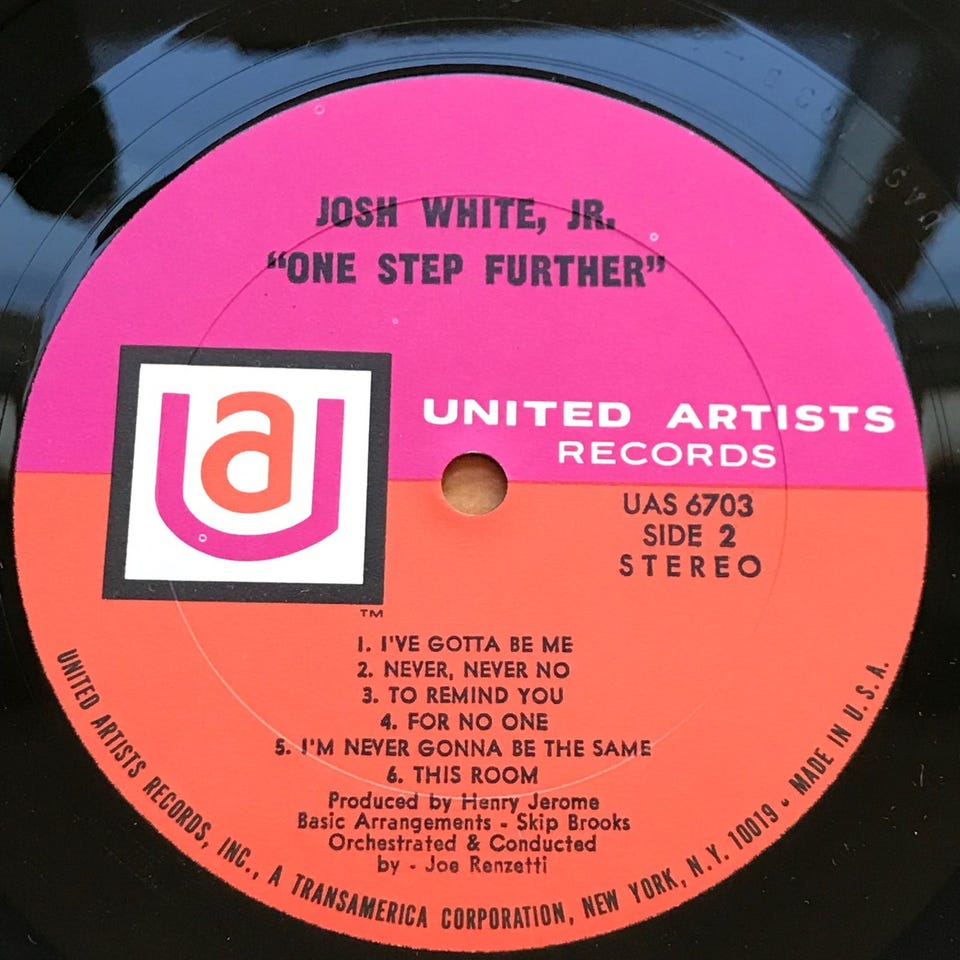 JOSH WHITE, JR.
"ONE STEP FURTHER"
ua
UNITED ARTISTS
RECORDS
UAS 6703
SIDE 2
STEREO
TM
1. I'VE GOTTA BE ME
2. NEVER, NEVER NO
3. TO REMIND YOU
4. FOR NO ONE
5. I'M NEVER GONNA BE THE SAME
6. THIS ROOM
Produced by Henry Jerome
Basic Arrangements - Skip Brooks
Orchestrated & Conducted
by - Joe Renzetti
UNITED ARTISTS RECORDS, INC., A TRANSAMERICA CORPORATION, NEW YORK, N.Y. 10019 • MADE IN U.S.A.
UAS